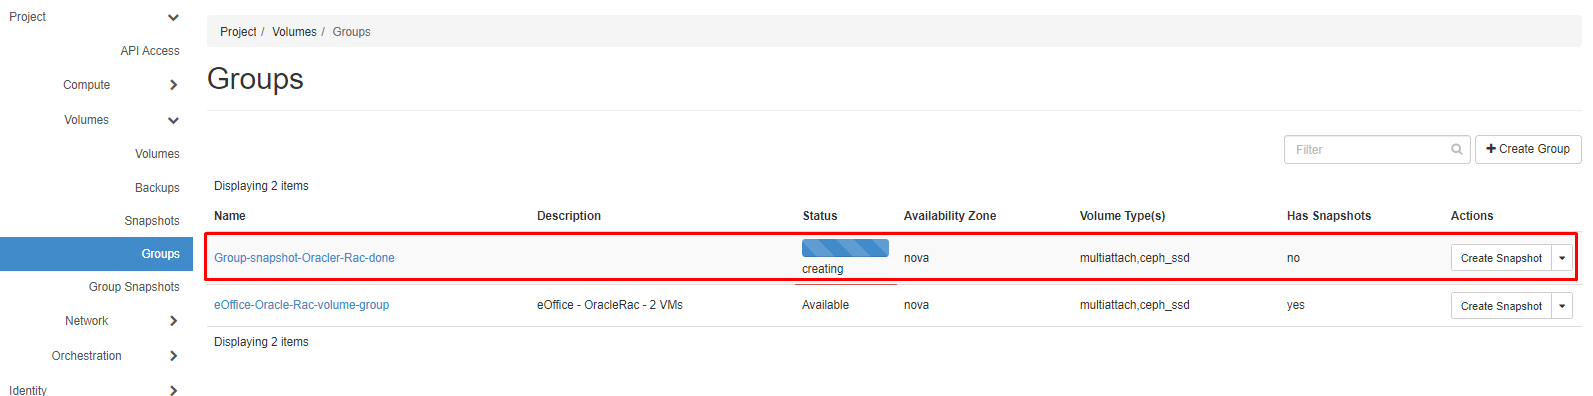 Project
API Access
Compute
Volumes
Volumes
Backups
Snapshots
Groups
Group Snapshots
Network
Orchestration
Identity
Project / Volumes / Groups
Groups
Filter
+ Create Group
Displaying 2 items
Name Description Status Availability Zone Volume Type(s) Has Snapshots Actions
Group-snapshot-Oracler-Rac-done creating nova multiattach,ceph_ssd no Create Snapshot
eOffice-Oracle-Rac-volume-group eOffice - OracleRac - 2 VMs Available nova multiattach,ceph_ssd yes Create Snapshot
Displaying 2 items